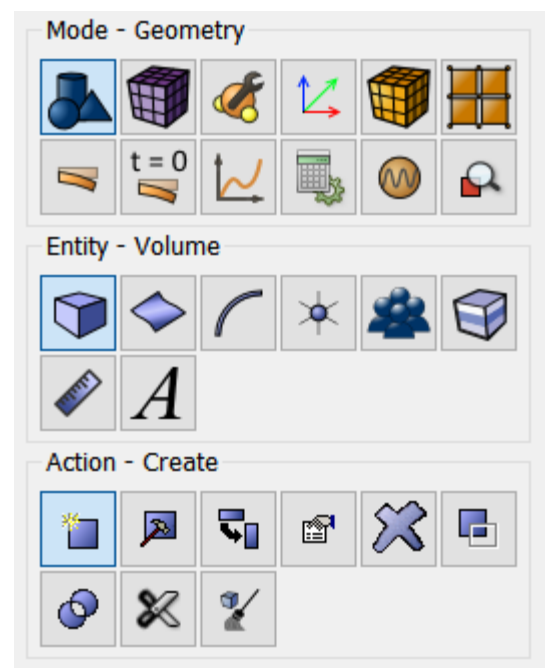 Mode - Geometry
t = 0
Entity - Volume
A
Action - Create